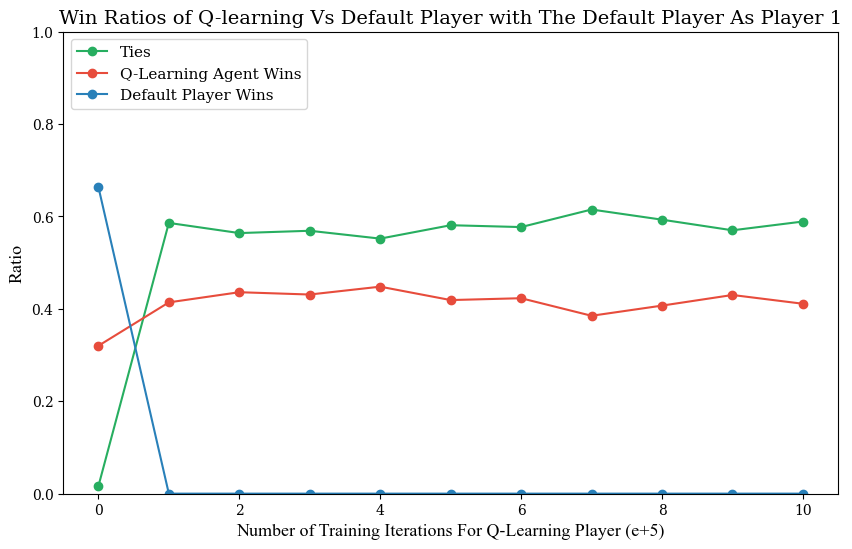 Win Ratios of Q-learning Vs Default Player with The Default Player As Player 1
Ties
Q-Learning Agent Wins
Default Player Wins
1.0
0.8
0.6
0.4
0.2
0.0
Ratio
0 2 4 6 8 10
Number of Training Iterations For Q-Learning Player (e+5)